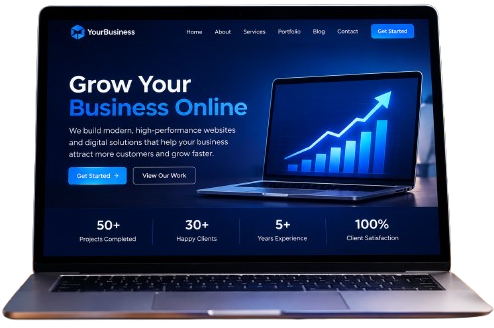 YourBusiness
Home About Services Portfolio Blog Contact Get Started
Grow Your
Business Online
We build modern, high-performance websites
and digital solutions that help your business
attract more customers and grow faster.
Get Started →
View Our Work
50+
Projects Completed
30+
Happy Clients
5+
Years Experience
100%
Client Satisfaction